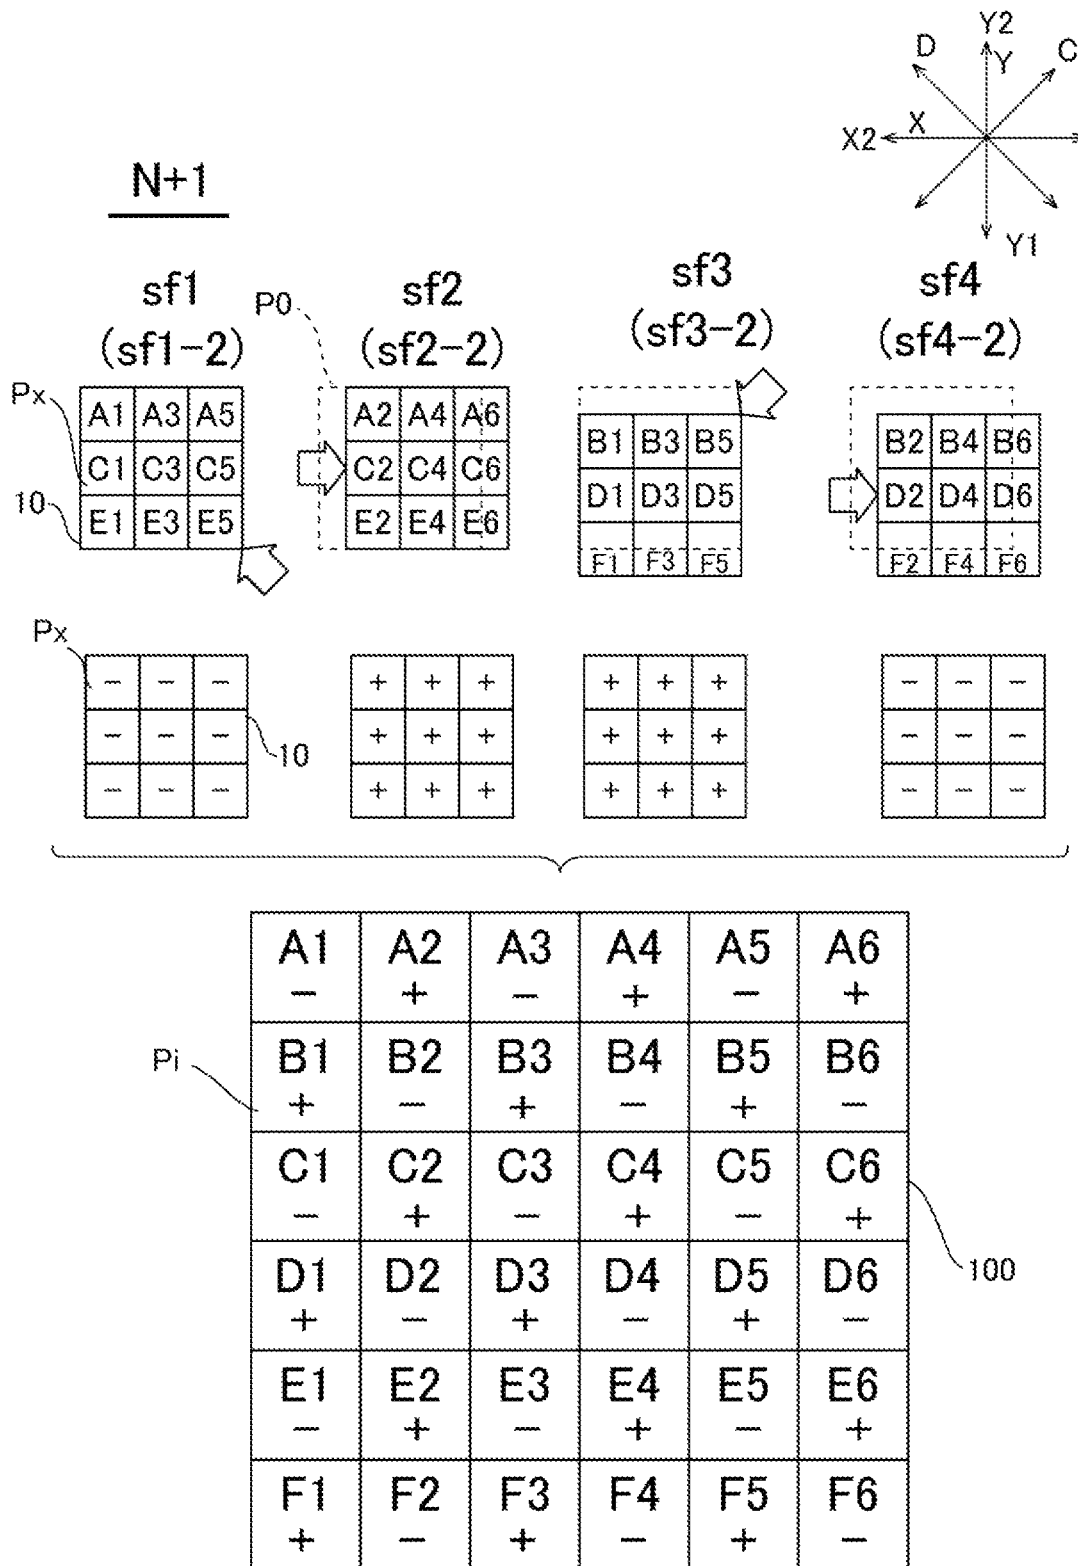 Y2
D
Y
C
X2
X
N+1
Y1
sf1
sf2
sf3
sf4
P0
(sf1-2)
(sf2-2)
(sf3-2)
(sf4-2)
Px
A1 A3 A5
A2 A4 A6
B1 B3 B5
B2 B4 B6
C1 C3 C5
C2 C4 C6
D1 D3 D5
D2 D4 D6
10
E1 E3 E5
E2 E4 E6
F1 F3 F5
F2 F4 F6
Px
− − −
+ + +
+ + +
− − −
− − −
+ + +
+ + +
− − −
10
− − −
+ + +
+ + +
− − −
A1 A2 A3 A4 A5 A6
− + − + − +
Pi
B1 B2 B3 B4 B5 B6
+ − + − + −
C1 C2 C3 C4 C5 C6
− + − + − +
100
D1 D2 D3 D4 D5 D6
+ − + − + −
E1 E2 E3 E4 E5 E6
− + − + − +
F1 F2 F3 F4 F5 F6
+ − + − + −